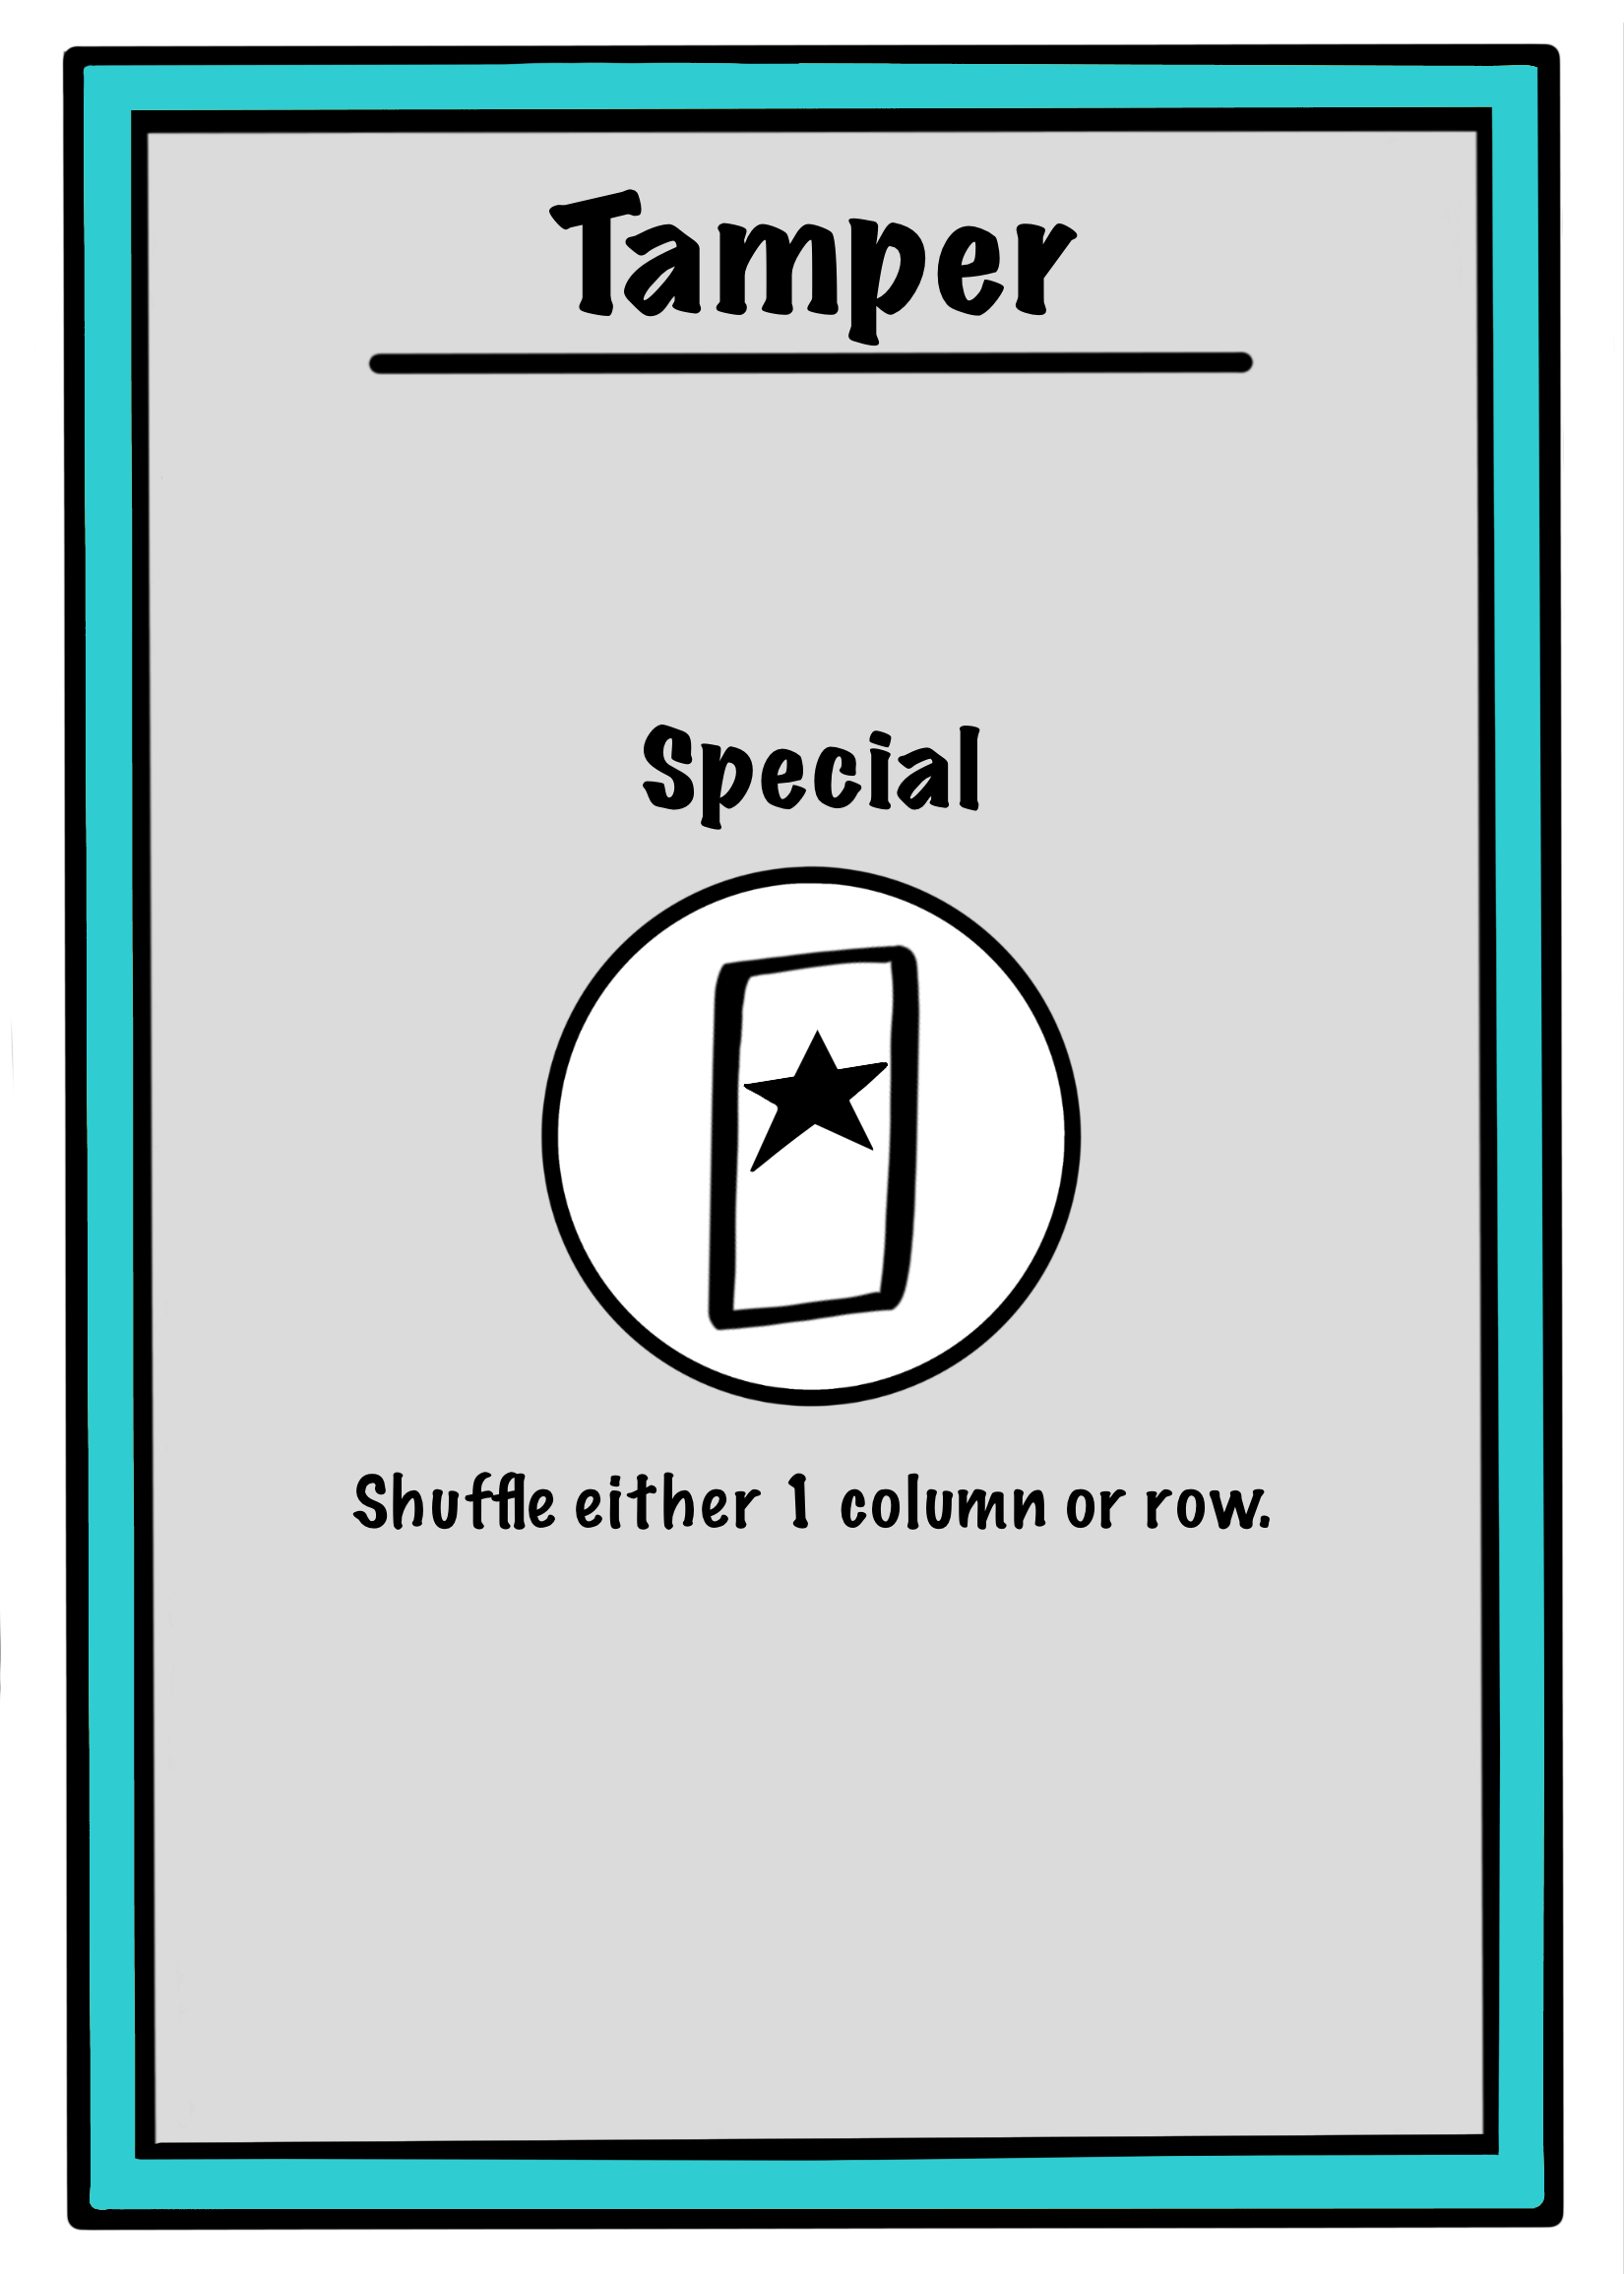 Tamper
Special
Shuffle either 1 column or row.